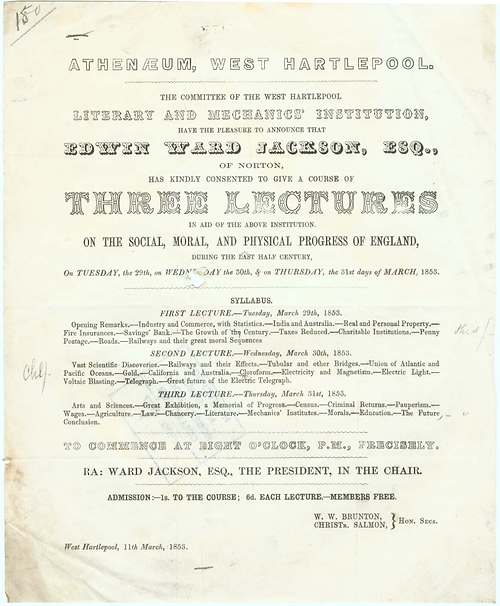 150
ATHENÆUM, WEST HARTLEPOOL.
THE COMMITTEE OF THE WEST HARTLEPOOL
LITERARY AND MECHANICS' INSTITUTION,
HAVE THE PLEASURE TO ANNOUNCE THAT
EDWIN WARD JACKSON, ESQ.,
OF NORTON,
HAS KINDLY CONSENTED TO GIVE A COURSE OF
THREE LECTURES
IN AID OF THE ABOVE INSTITUTION.
ON THE SOCIAL, MORAL, AND PHYSICAL PROGRESS OF ENGLAND,
DURING THE LAST HALF CENTURY,
On TUESDAY, the 29th, on WEDNESDAY the 30th, & on THURSDAY, the 31st days of MARCH, 1853.
SYLLABUS.
FIRST LECTURE.—Tuesday, March 29th, 1853.
Opening Remarks.—Industry and Commerce, with Statistics.—India and Australia.—Real and Personal Property.—
Fire Insurances.—Savings' Bank.—The Growth of the Century.—Taxes Reduced.—Charitable Institutions.—Penny
Postage.—Roads.—Railways and their great moral Sequences
SECOND LECTURE.—Wednesday, March 30th, 1853.
Vast Scientific Discoveries.—Railways and their Effects.—Tubular and other Bridges.—Union of Atlantic and
Pacific Oceans.—Gold.—California and Australia.—Cloroform.—Electricity and Magnetism.—Electric Light.—
Voltaic Blasting.—Telegraph.—Great future of the Electric Telegraph.
THIRD LECTURE.—Thursday, March 31st, 1853.
Arts and Sciences.—Great Exhibition, a Memorial of Progress.—Census.—Criminal Returns.—Pauperism.—
Wages.—Agriculture.—Law.—Chancery.—Literature.—Mechanics' Institutes.—Morals.—Education.—The Future,
Conclusion.
TO COMMENCE AT EIGHT O'CLOCK, P.M., PRECISELY.
RA: WARD JACKSON, ESQ., THE PRESIDENT, IN THE CHAIR.
ADMISSION:—1s. TO THE COURSE; 6d. EACH LECTURE.—MEMBERS FREE.
W. W. BRUNTON,
CHRISTR. SALMON, } HON. SECS.
West Hartlepool, 11th March, 1853.